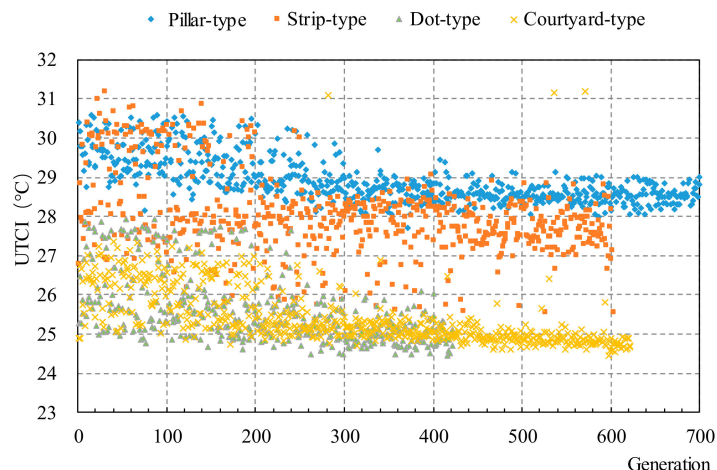 Pillar-type Strip-type Dot-type Courtyard-type
32
31
30
29
28
27
26
25
24
23
UTCI (°C)
0 100 200 300 400 500 600 700
Generation